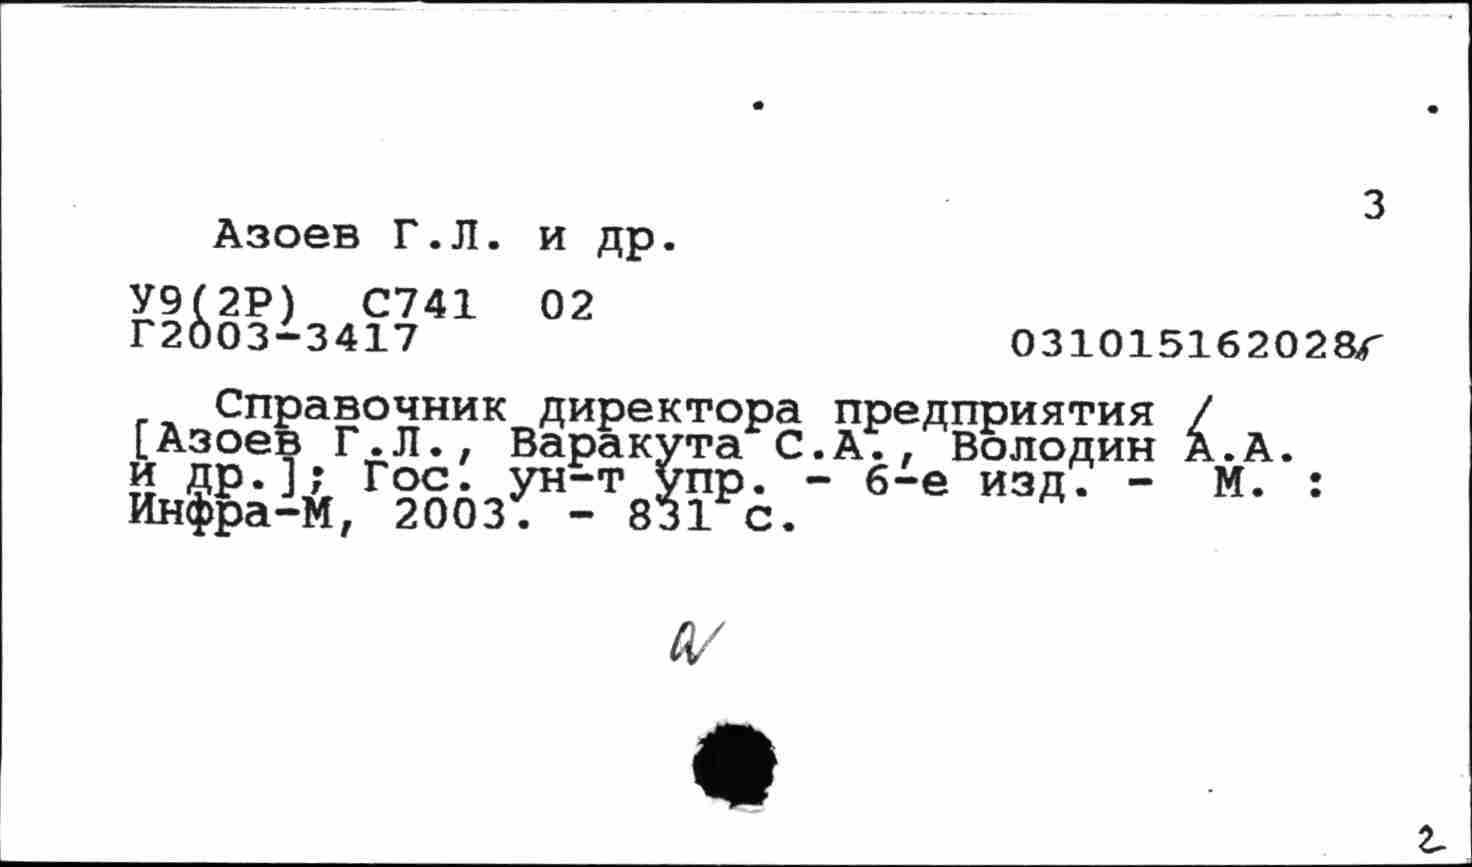 3
Азоев Г.Л. и др.
У9(2Р) С741 02
Г2003-3417 031015162028
Справочник директора предприятия /
[Азоев Г.Л., Варакута С.А., Володин А.А.
и др.]; Гос. ун-т упр. - 6-е изд. - М. :
Инфра-М, 2003. - 831 с.
а
2